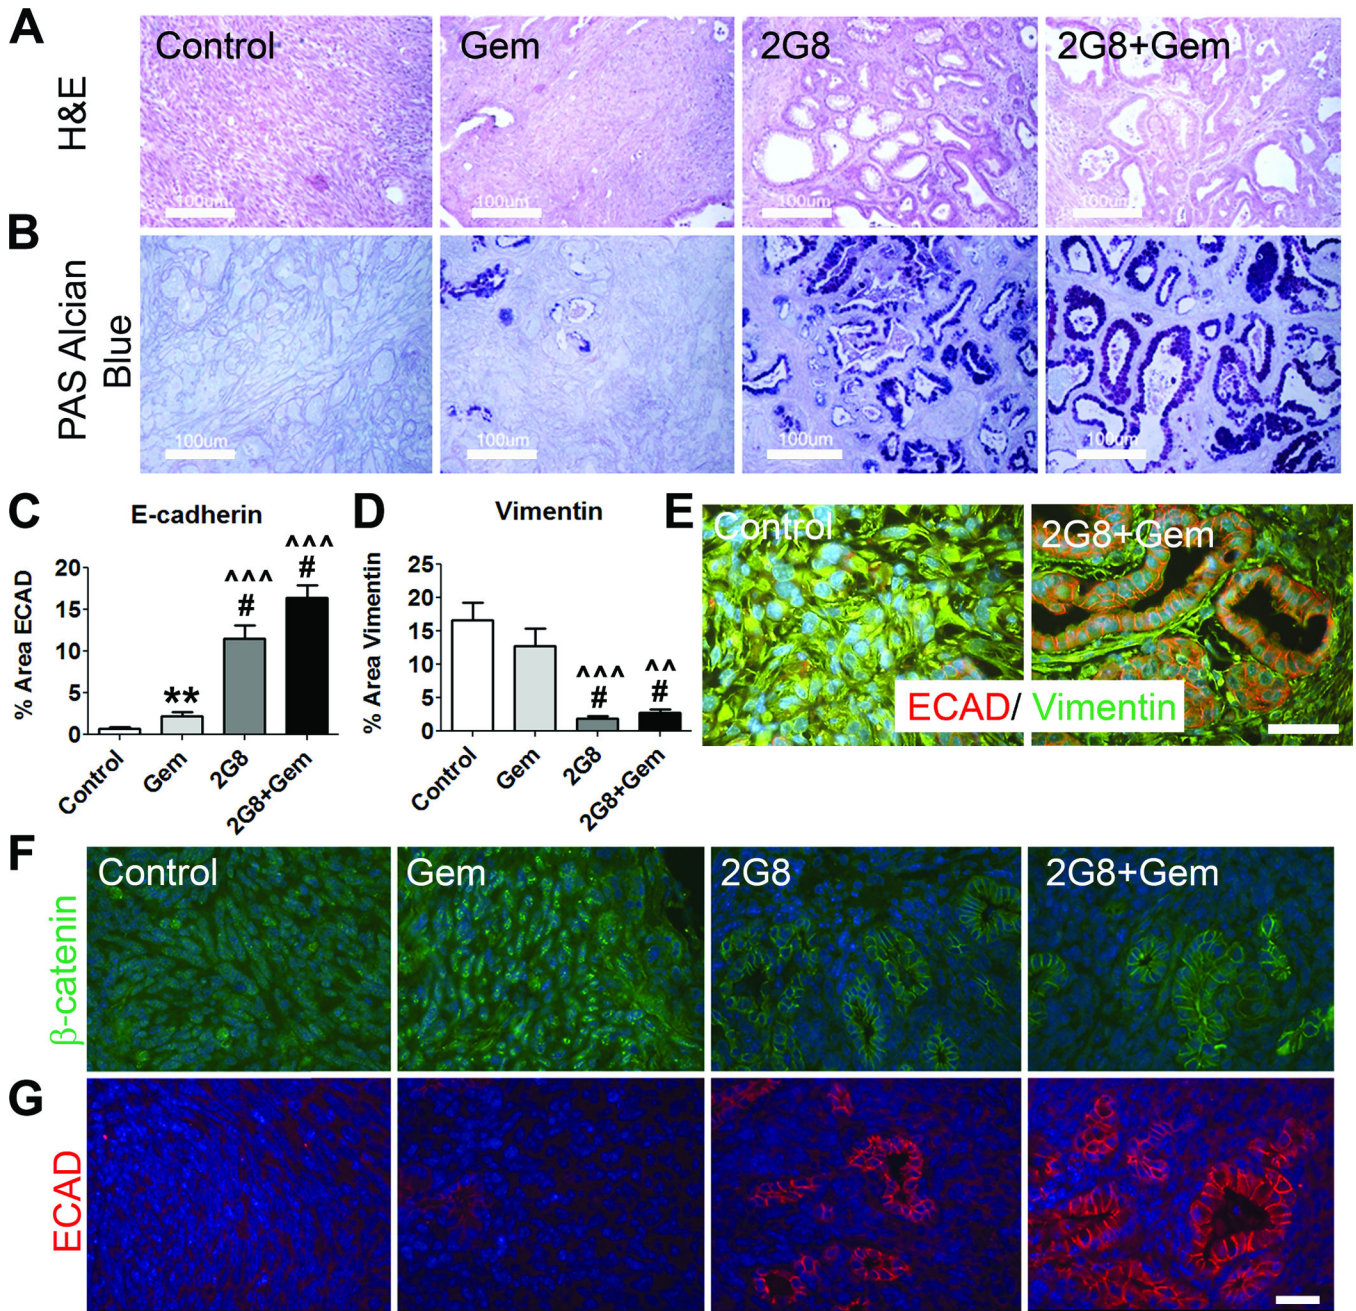 A
H&E
Control
Gem
2G8
2G8+Gem
100um
100um
100um
100um
B
PAS Alcian
Blue
100um
100um
100um
100um
C
E-cadherin
% Area ECAD
20
15
10
5
0
**
^^^
#
^^^
#
Control
Gem
2G8
2G8+Gem
D
Vimentin
% Area Vimentin
25
20
15
10
5
0
^^^
#
^^
#
Control
Gem
2G8
2G8+Gem
E
Control
2G8+Gem
ECAD/ Vimentin
F
β-catenin
Control
Gem
2G8
2G8+Gem
G
ECAD